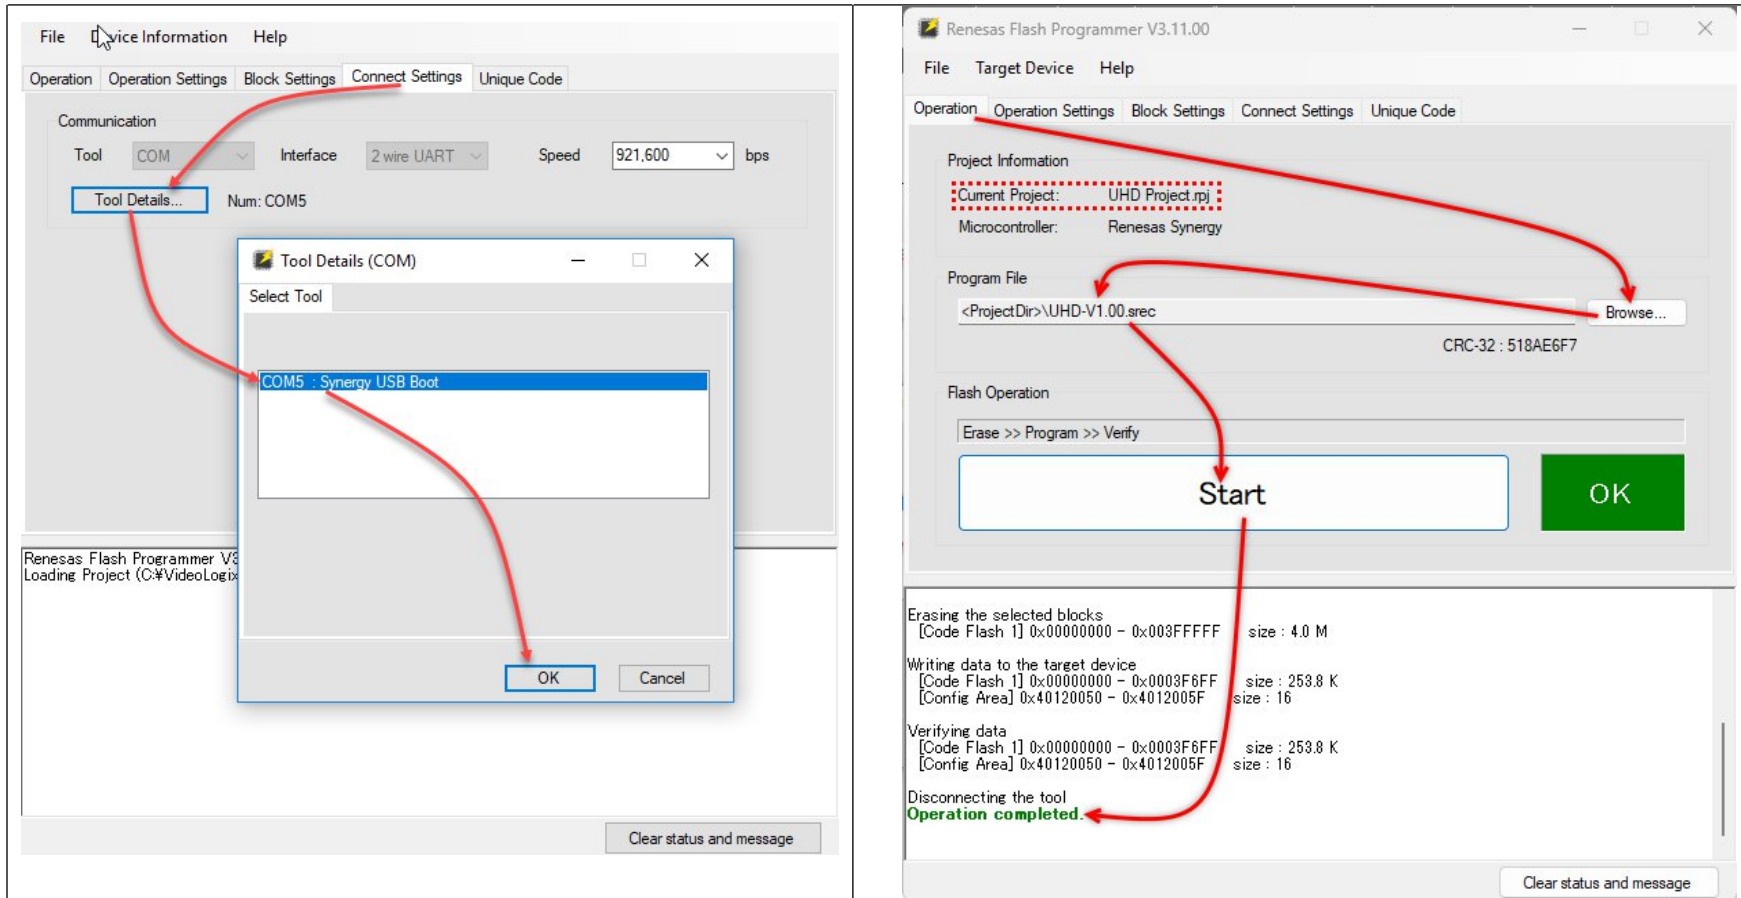 File Device Information Help
Operation Operation Settings Block Settings Connect Settings Unique Code
Communication
Tool COM Interface 2 wire UART Speed 921,600 bps
Tool Details... Num: COM5
Tool Details (COM)
Select Tool
COM5 : Synergy USB Boot
OK Cancel
Renesas Flash Programmer V3
Loading Project (C:¥VideoLogix
Clear status and message
Renesas Flash Programmer V3.11.00
File Target Device Help
Operation Operation Settings Block Settings Connect Settings Unique Code
Project Information
Current Project: UHD Project.rpj
Microcontroller: Renesas Synergy
Program File
<ProjectDir>\UHD-V1.00.srec
Browse...
CRC-32 : 518AE6F7
Flash Operation
Erase >> Program >> Verify
Start OK
Erasing the selected blocks
[Code Flash 1] 0x00000000 - 0x003FFFFF size : 4.0 M
Writing data to the target device
[Code Flash 1] 0x00000000 - 0x0003F6FF size : 253.8 K
[Config Area] 0x40120050 - 0x4012005F size : 16
Verifying data
[Code Flash 1] 0x00000000 - 0x0003F6FF size : 253.8 K
[Config Area] 0x40120050 - 0x4012005F size : 16
Disconnecting the tool
Operation completed.
Clear status and message